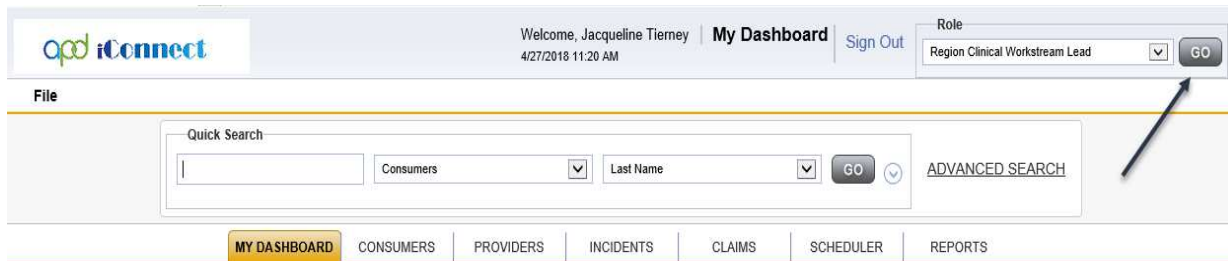 apd iConnect
Welcome, Jacqueline Tierney
4/27/2018 11:20 AM
My Dashboard
Sign Out
Role
Region Clinical Workstream Lead
GO
File
Quick Search
Consumers
Last Name
GO
ADVANCED SEARCH
MY DASHBOARD CONSUMERS PROVIDERS INCIDENTS CLAIMS SCHEDULER REPORTS